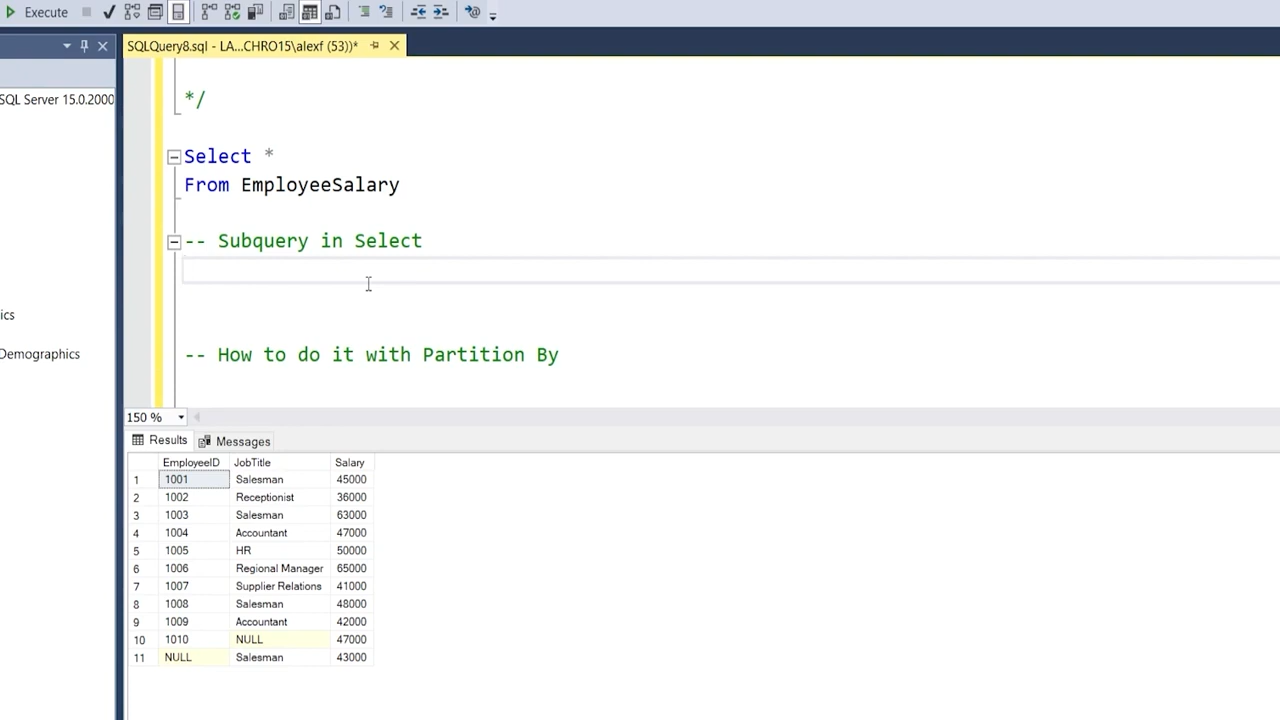 Execute
SQLQuery8.sql - LA...CHRO15\alexf (53))*
SQL Server 15.0.2000
ics
Demographics
*/
Select *
From EmployeeSalary
-- Subquery in Select
-- How to do it with Partition By
150 %
Results Messages
EmployeeID JobTitle Salary
1 1001 Salesman 45000
2 1002 Receptionist 36000
3 1003 Salesman 63000
4 1004 Accountant 47000
5 1005 HR 50000
6 1006 Regional Manager 65000
7 1007 Supplier Relations 41000
8 1008 Salesman 48000
9 1009 Accountant 42000
10 1010 NULL 47000
11 NULL Salesman 43000